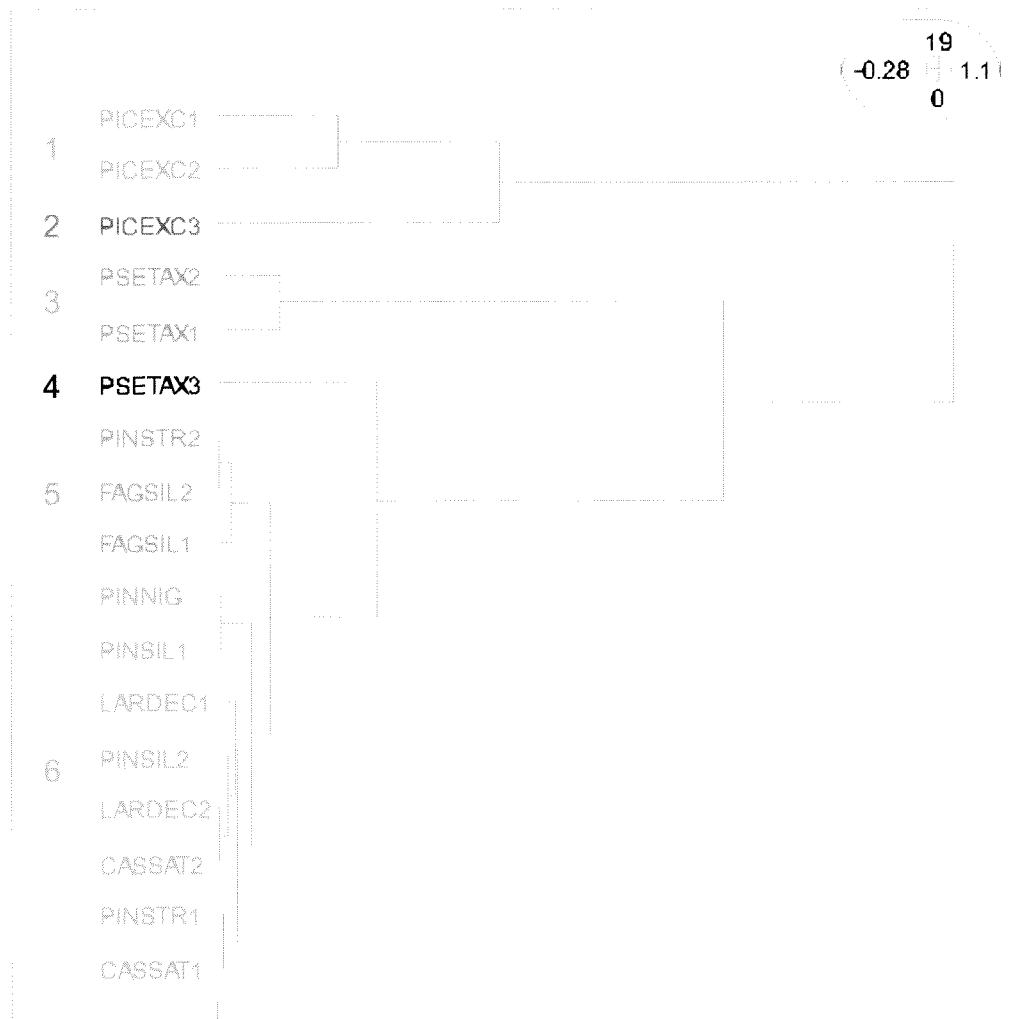 19
-0.28 1.1
0
1
PICEXC1
PICEXC2
2 PICEXC3
3
PSETAX2
PSETAX1
4 PSETAX3
5
PINSTR2
FAGSIL2
FAGSIL1
6
PINNIG
PINSIL1
LARDEC1
PINSIL2
LARDEC2
CASSAT2
PINSTR1
CASSAT1